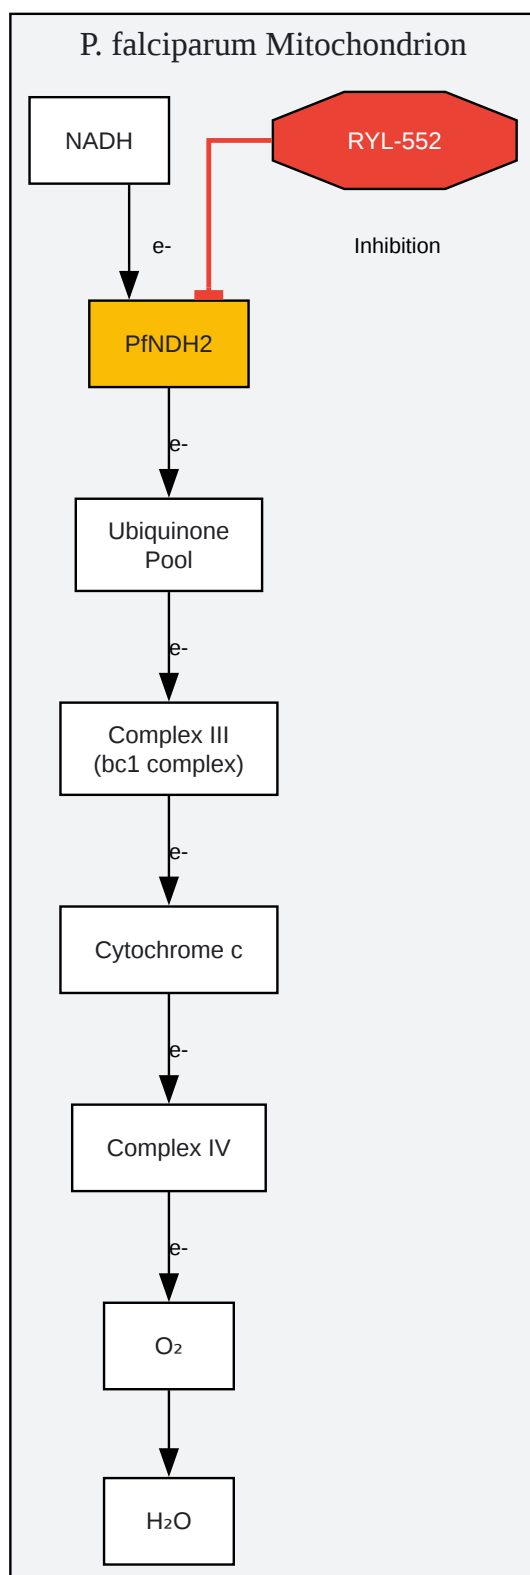 P. falciparum Mitochondrion
NADH
RYL-552
e-
Inhibition
PfNDH2
e-
Ubiquinone
Pool
e-
Complex III
(bc1 complex)
e-
Cytochrome c
e-
Complex IV
e-
O₂
H₂O